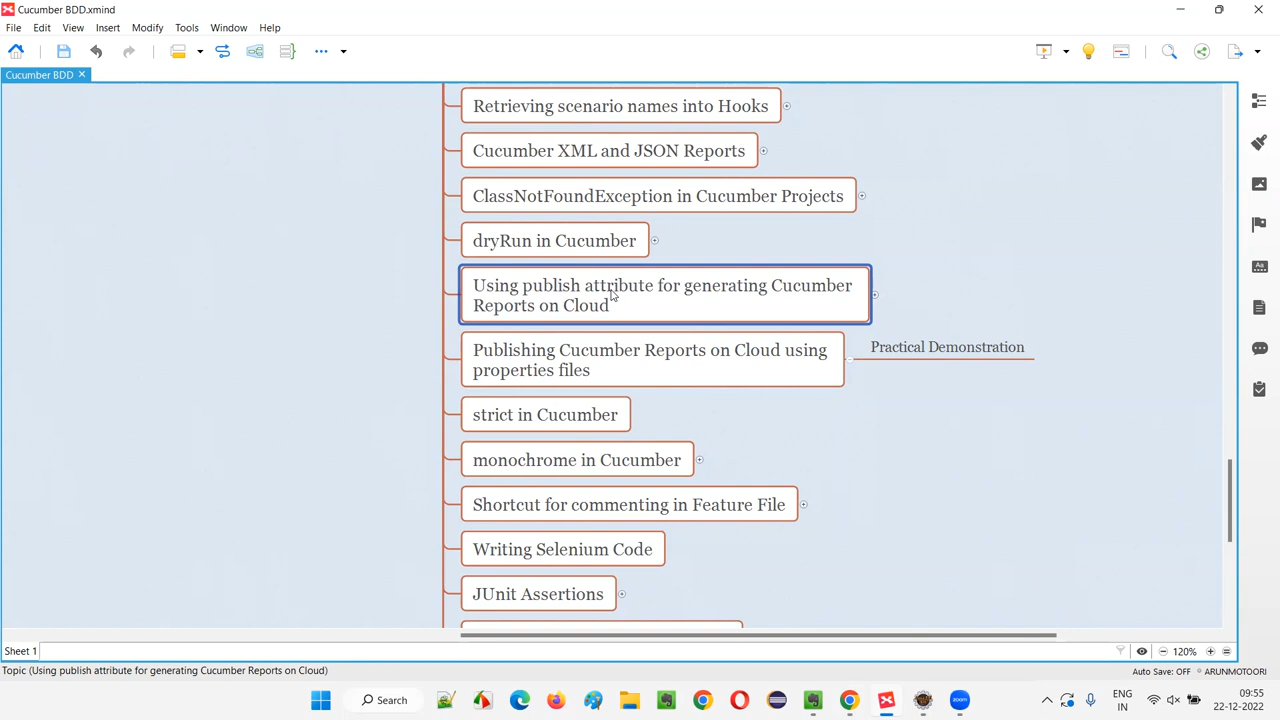 Cucumber BDD.xmind
File Edit View Insert Modify Tools Window Help
Cucumber BDD
Retrieving scenario names into Hooks
Cucumber XML and JSON Reports
ClassNotFoundException in Cucumber Projects
dryRun in Cucumber
Using publish attribute for generating Cucumber
Reports on Cloud
Publishing Cucumber Reports on Cloud using
properties files
Practical Demonstration
strict in Cucumber
monochrome in Cucumber
Shortcut for commenting in Feature File
Writing Selenium Code
JUnit Assertions
Sheet 1
120%
Topic (Using publish attribute for generating Cucumber Reports on Cloud)
Auto Save: OFF
ARUNMOTOORI
Search
ENG
IN
09:55
22-12-2022